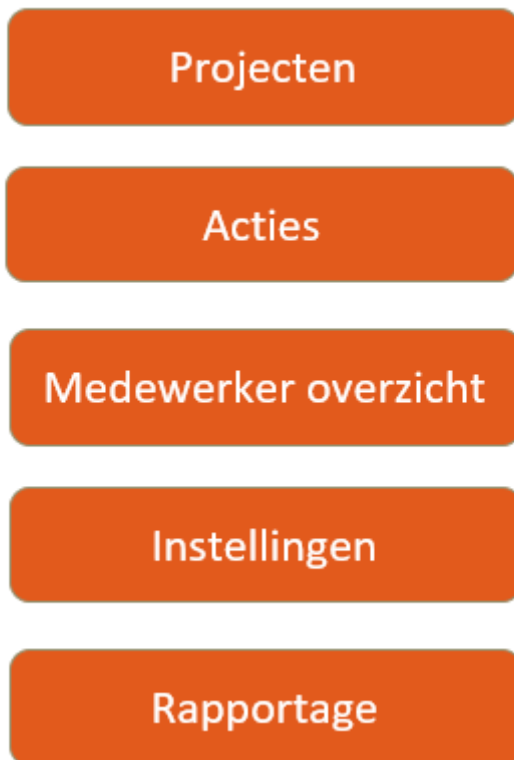 Projecten
Acties
Medewerker overzicht
Instellingen
Rapportage